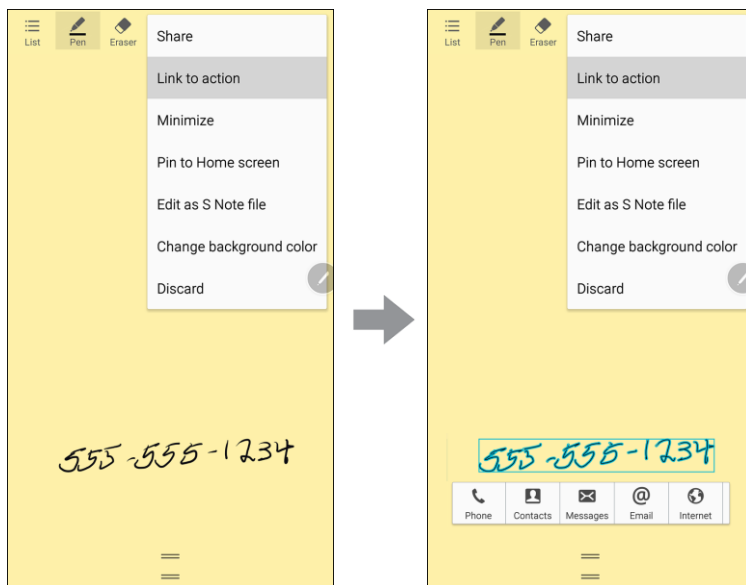 List Pen Eraser
Share
Link to action
Minimize
Pin to Home screen
Edit as S Note file
Change background color
Discard
555-555-1234
List Pen Eraser
Share
Link to action
Minimize
Pin to Home screen
Edit as S Note file
Change background color
Discard
555-555-1234
Phone Contacts Messages Email Internet